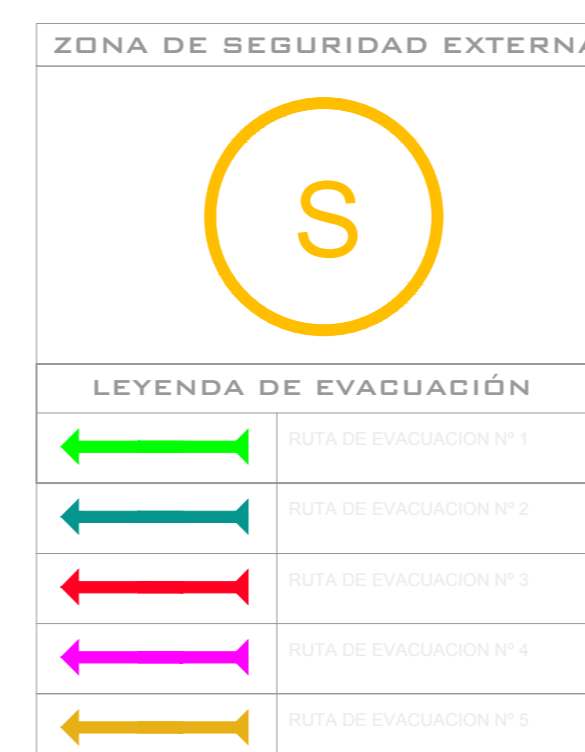 ZONA DE SEGURIDAD EXTERNA
S
LEYENDA DE EVACUACIÓN
RUTA DE EVACUACION Nº 1
RUTA DE EVACUACION Nº 2
RUTA DE EVACUACION Nº 3
RUTA DE EVACUACION Nº 4
RUTA DE EVACUACION Nº 5